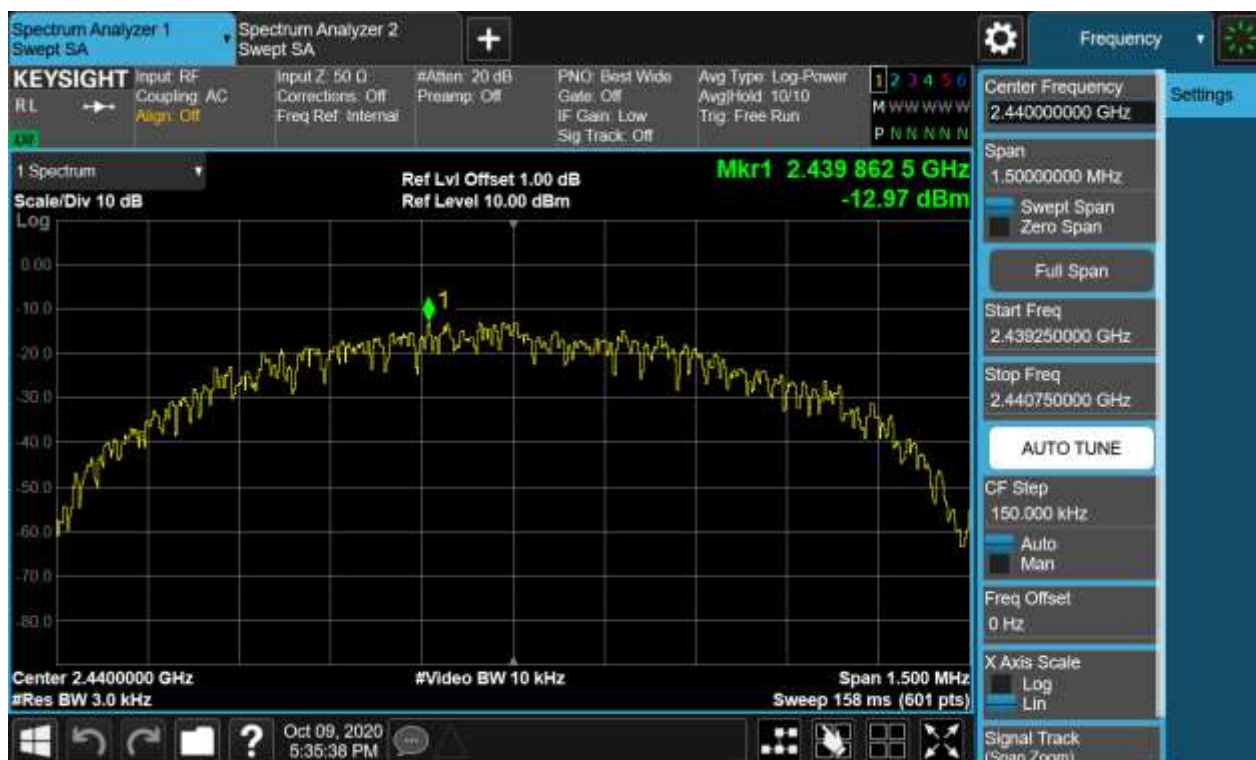 Spectrum Analyzer 1
Swept SA
Spectrum Analyzer 2
Swept SA
+
Frequency
KEYSIGHT
RL
Input: RF
Coupling: AC
Align: Off
Input Z: 50 Ω
Corrections: Off
Freq Ref: Internal
#Atten: 20 dB
Preamp: Off
PNO: Best Wide
Gate: Off
IF Gain: Low
Sig Track: Off
Avg Type: Log-Power
Avg|Hold: 10/10
Trig: Free Run
1 2 3 4 5 6
M W W W W W
P N N N N N
1 Spectrum
Scale/Div 10 dB
Log
Ref Lvl Offset 1.00 dB
Ref Level 10.00 dBm
Mkr1 2.439 862 5 GHz
-12.97 dBm
0.00
-10.0
-20.0
-30.0
-40.0
-50.0
-60.0
-70.0
-80.0
1
Center 2.4400000 GHz
#Res BW 3.0 kHz
#Video BW 10 kHz
Span 1.500 MHz
Sweep 158 ms (601 pts)
Oct 09, 2020
5:35:38 PM
Center Frequency
2.440000000 GHz
Settings
Span
1.50000000 MHz
Swept Span
Zero Span
Full Span
Start Freq
2.439250000 GHz
Stop Freq
2.440750000 GHz
AUTO TUNE
CF Step
150.000 kHz
Auto
Man
Freq Offset
0 Hz
X Axis Scale
Log
Lin
Signal Track
(Span Zoom)